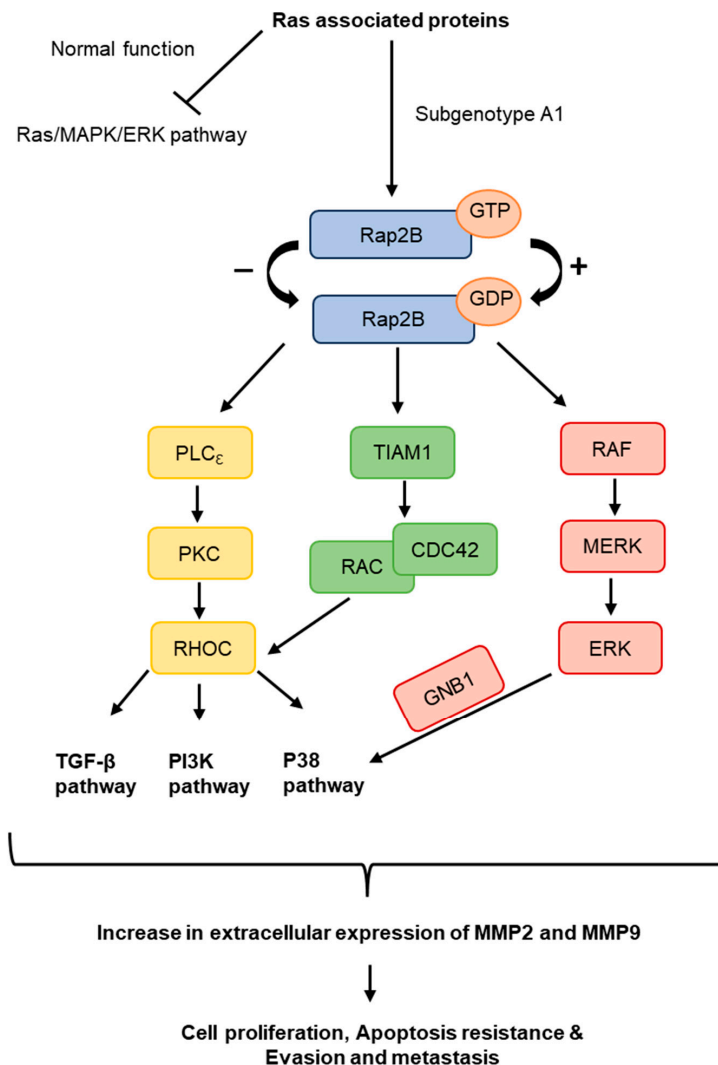 Ras associated proteins
Normal function
Ras/MAPK/ERK pathway
Subgenotype A1
GTP
Rap2B
–
+
GDP
Rap2B
PLCε
TIAM1
RAF
PKC
CDC42
RAC
MERK
RHOC
ERK
GNB1
TGF-β
pathway
PI3K
pathway
P38
pathway
Increase in extracellular expression of MMP2 and MMP9
Cell proliferation, Apoptosis resistance &
Evasion and metastasis